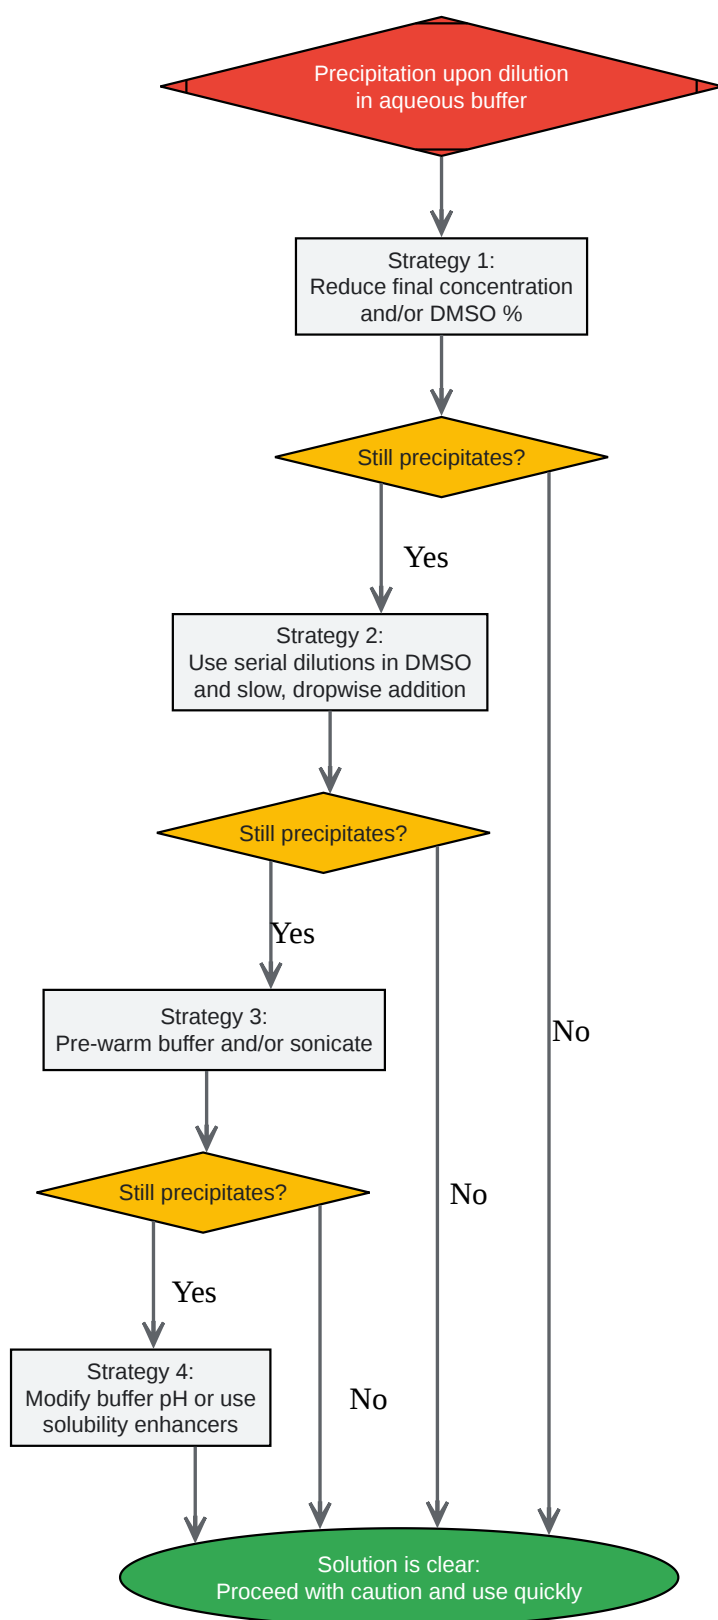 Precipitation upon dilution
in aqueous buffer
Strategy 1:
Reduce final concentration
and/or DMSO %
Still precipitates?
Yes
Strategy 2:
Use serial dilutions in DMSO
and slow, dropwise addition
Still precipitates?
Yes
Strategy 3:
Pre-warm buffer and/or sonicate
No
Still precipitates?
No
Yes
Strategy 4:
Modify buffer pH or use
solubility enhancers
No
Solution is clear:
Proceed with caution and use quickly